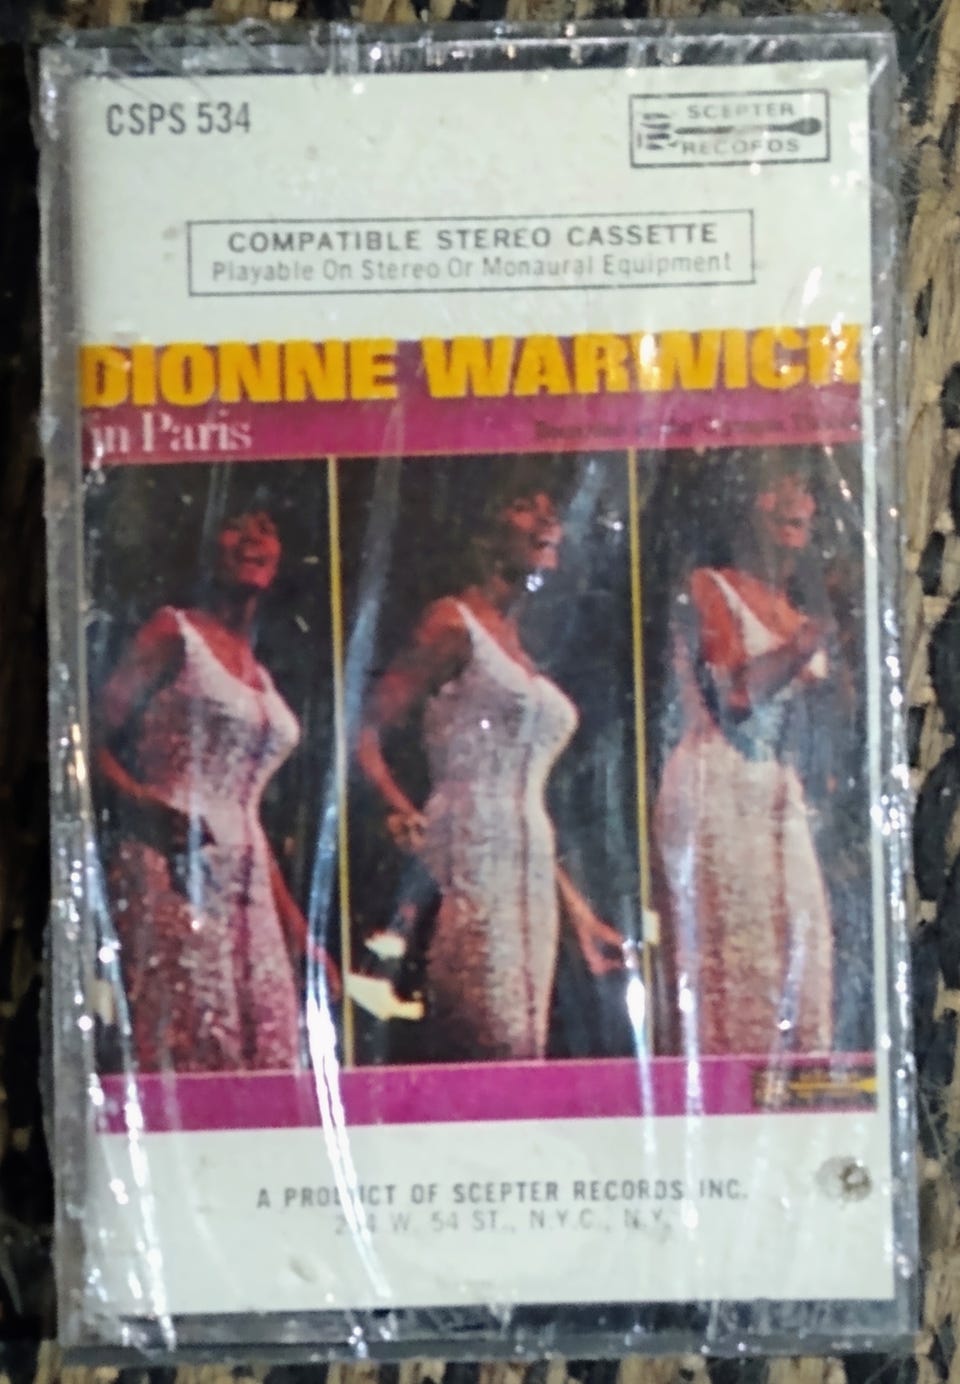 CSPS 534
SCEPTER
RECORDS
COMPATIBLE STEREO CASSETTE
Playable On Stereo Or Monaural Equipment
DIONNE WARWICK
in Paris
A PRODUCT OF SCEPTER RECORDS INC.
W. 54 ST., N.Y.C., N.Y.